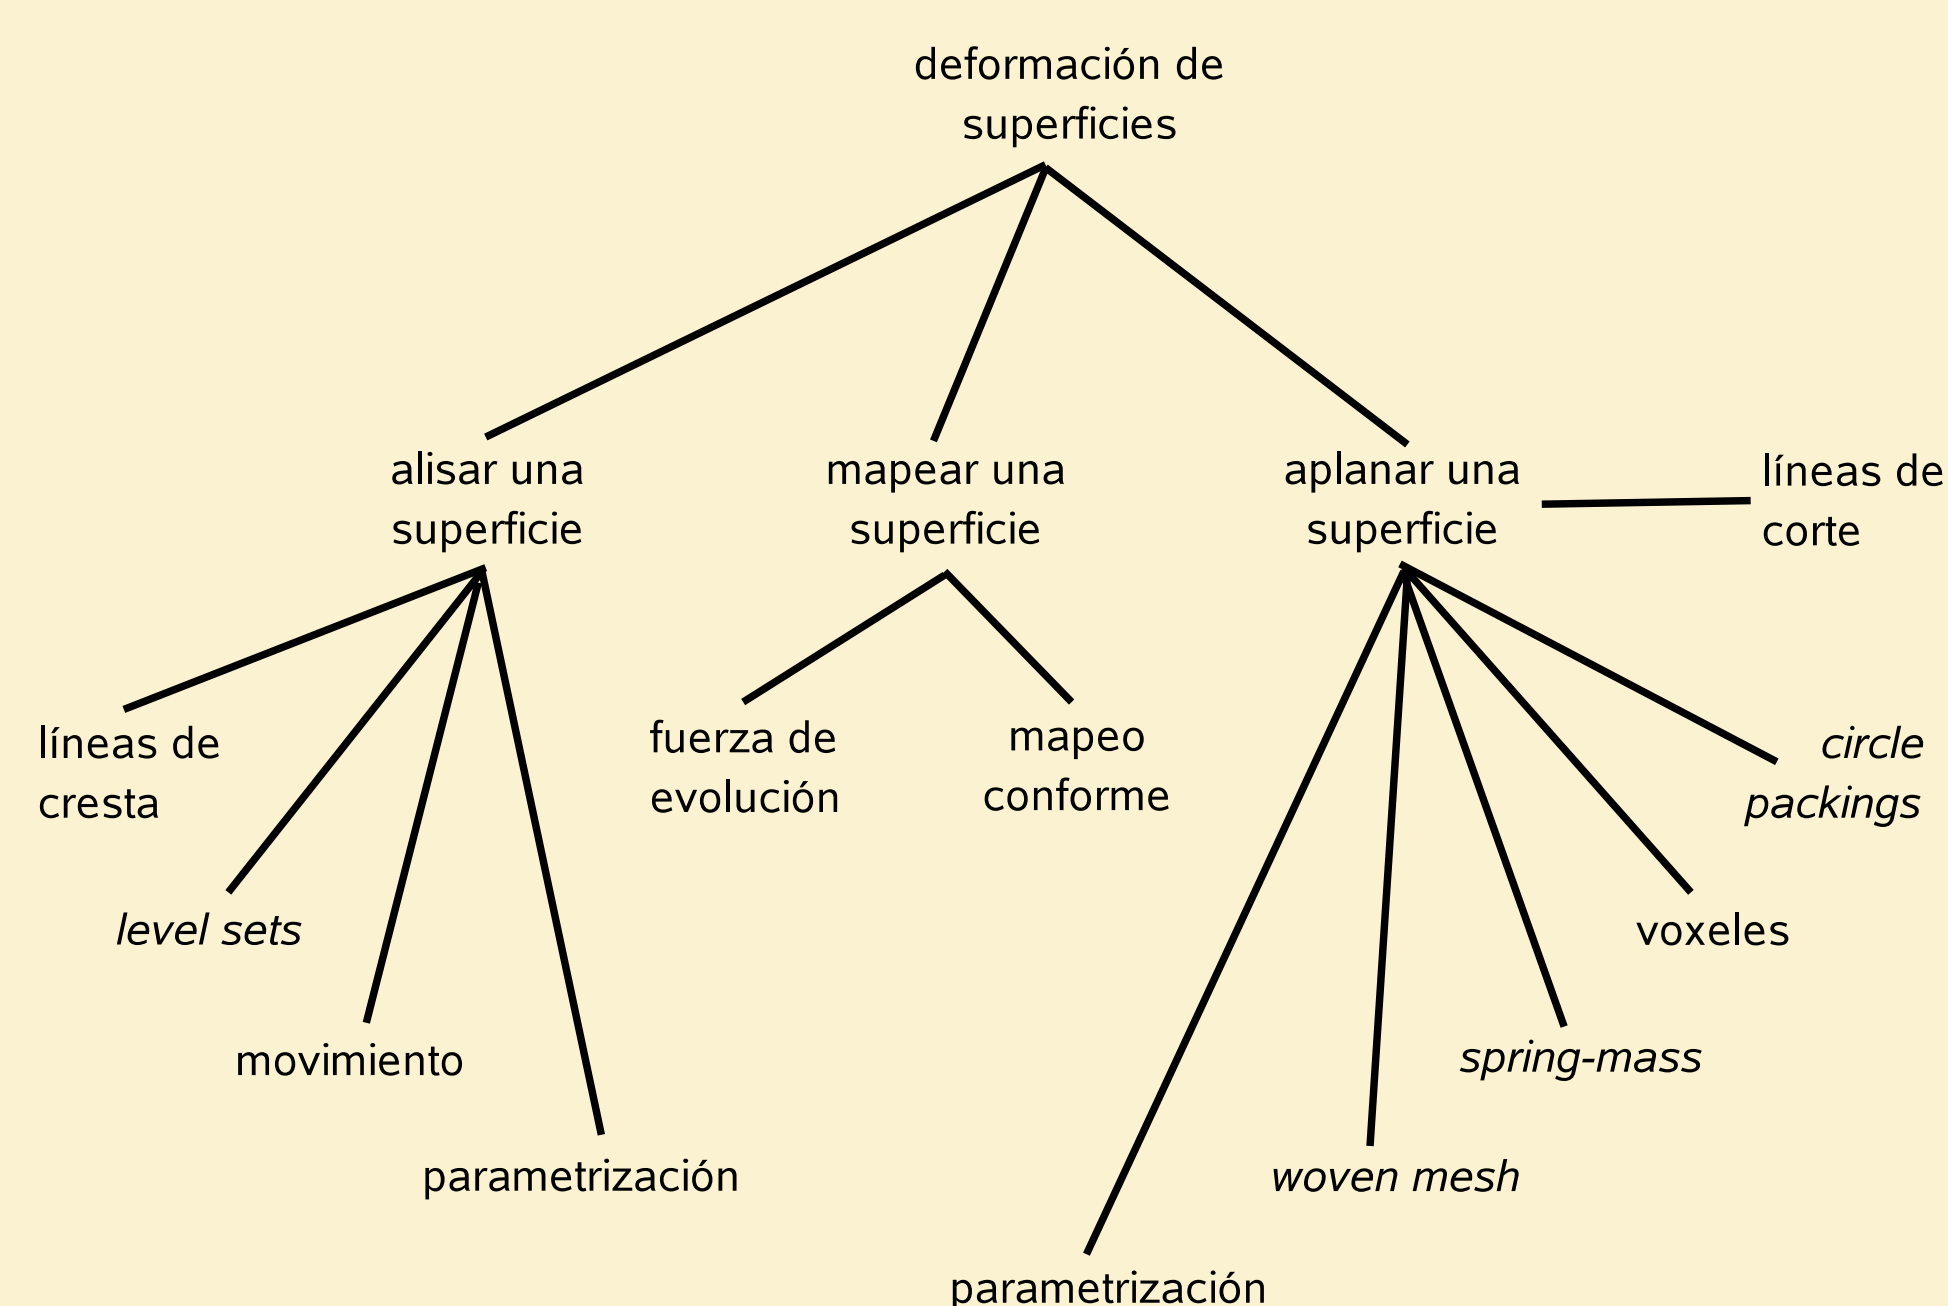 deformación de
superficies
alisar una
superficie
mapear una
superficie
aplanar una
superficie
líneas de
corte
líneas de
cresta
fuerza de
evolución
mapeo
conforme
circle
packings
level sets
voxeles
movimiento
spring-mass
parametrización
woven mesh
parametrización